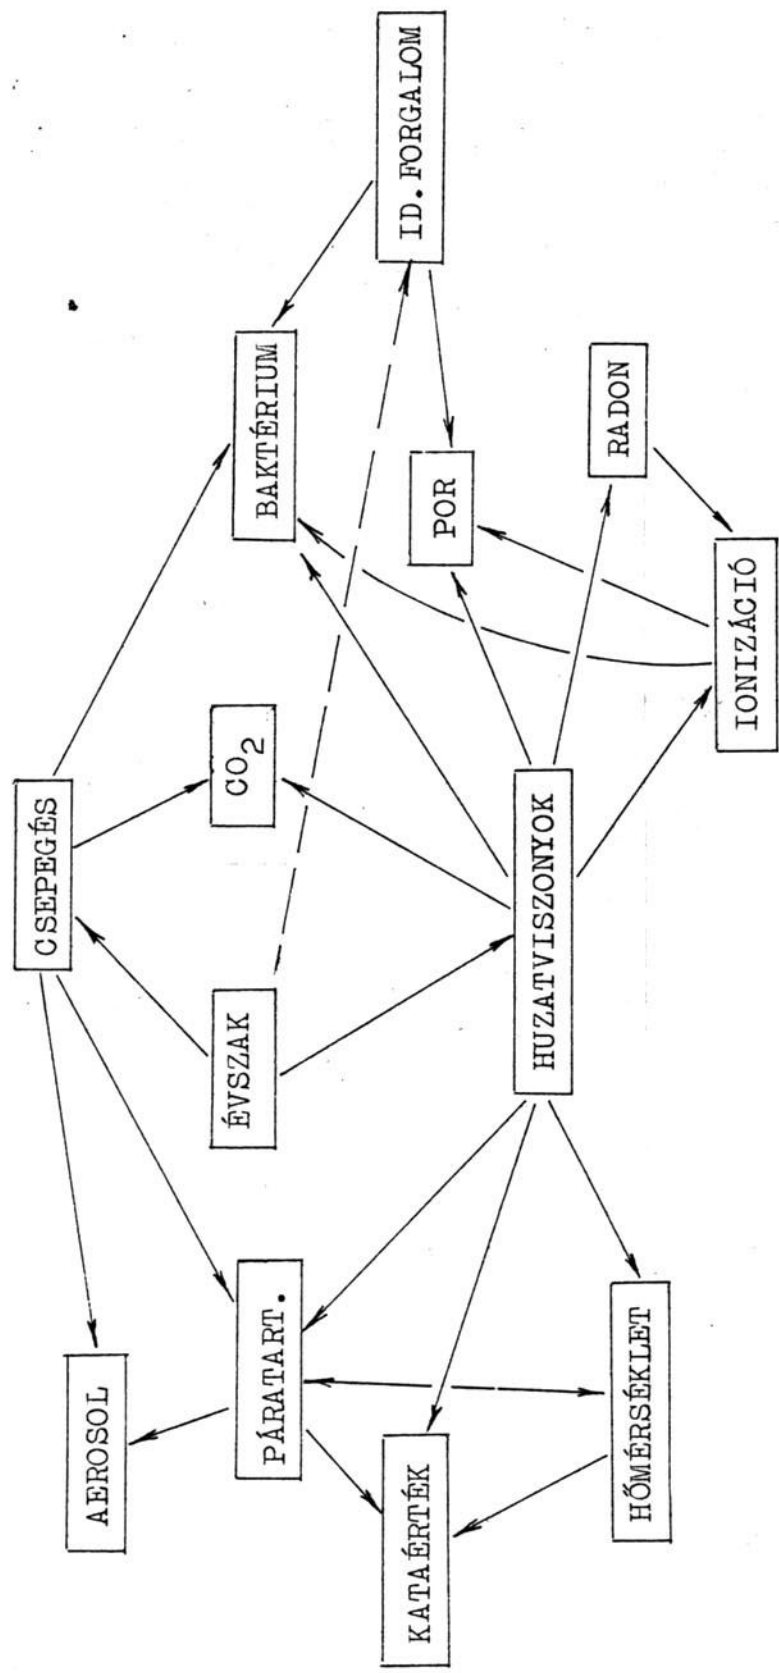 CSEPEGÉS
AEROSOL
ÉVSZAK
CO2
BAKTÉRIUM
PÁRATART.
ID.FORGALOM
KATAÉRTÉK
POR
HUZATVISZONYOK
RADON
HŐMÉRSÉKLET
IONIZÁCIÓ